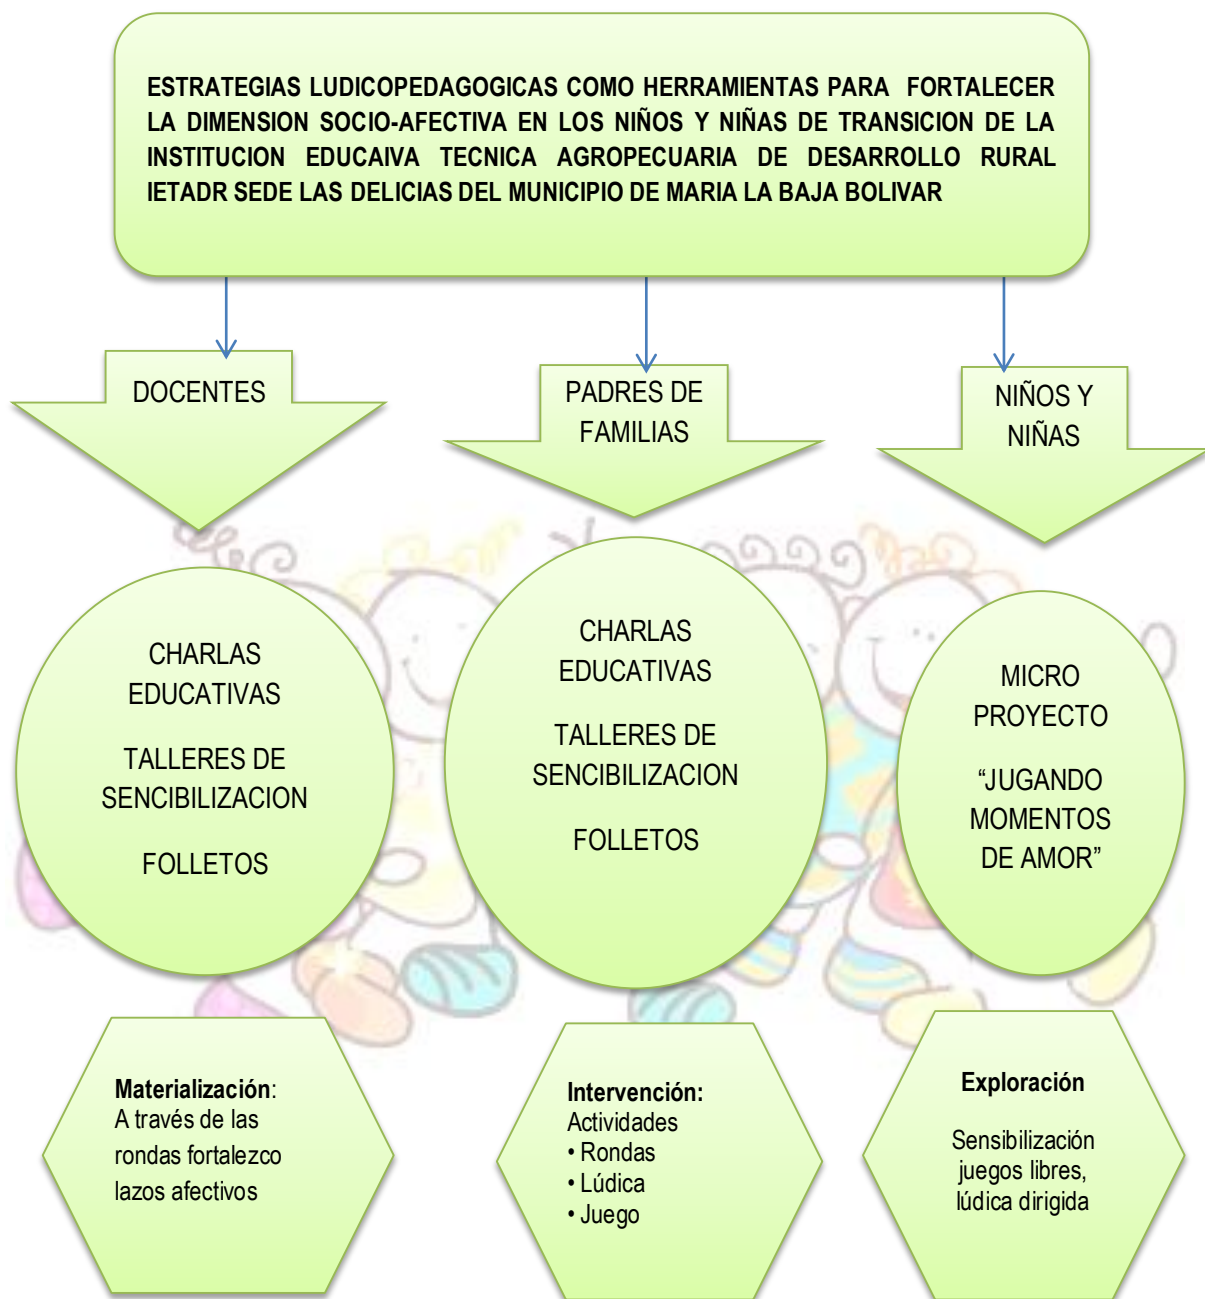 ESTRATEGIAS LUDICOPEDAGOGICAS COMO HERRAMIENTAS PARA FORTALECER
LA DIMENSION SOCIO-AFECTIVA EN LOS NIÑOS Y NIÑAS DE TRANSICION DE LA
INSTITUCION EDUCAIVA TECNICA AGROPECUARIA DE DESARROLLO RURAL
IETADR SEDE LAS DELICIAS DEL MUNICIPIO DE MARIA LA BAJA BOLIVAR
DOCENTES
PADRES DE
FAMILIAS
NIÑOS Y
NIÑAS
CHARLAS
EDUCATIVAS
TALLERES DE
SENCIBILIZACION
FOLLETOS
CHARLAS
EDUCATIVAS
TALLERES DE
SENCIBILIZACION
FOLLETOS
MICRO
PROYECTO
“JUGANDO
MOMENTOS
DE AMOR”
Materialización:
A través de las
rondas fortalezco
lazos afectivos
Intervención:
Actividades
• Rondas
• Lúdica
• Juego
Exploración
Sensibilización
juegos libres,
lúdica dirigida